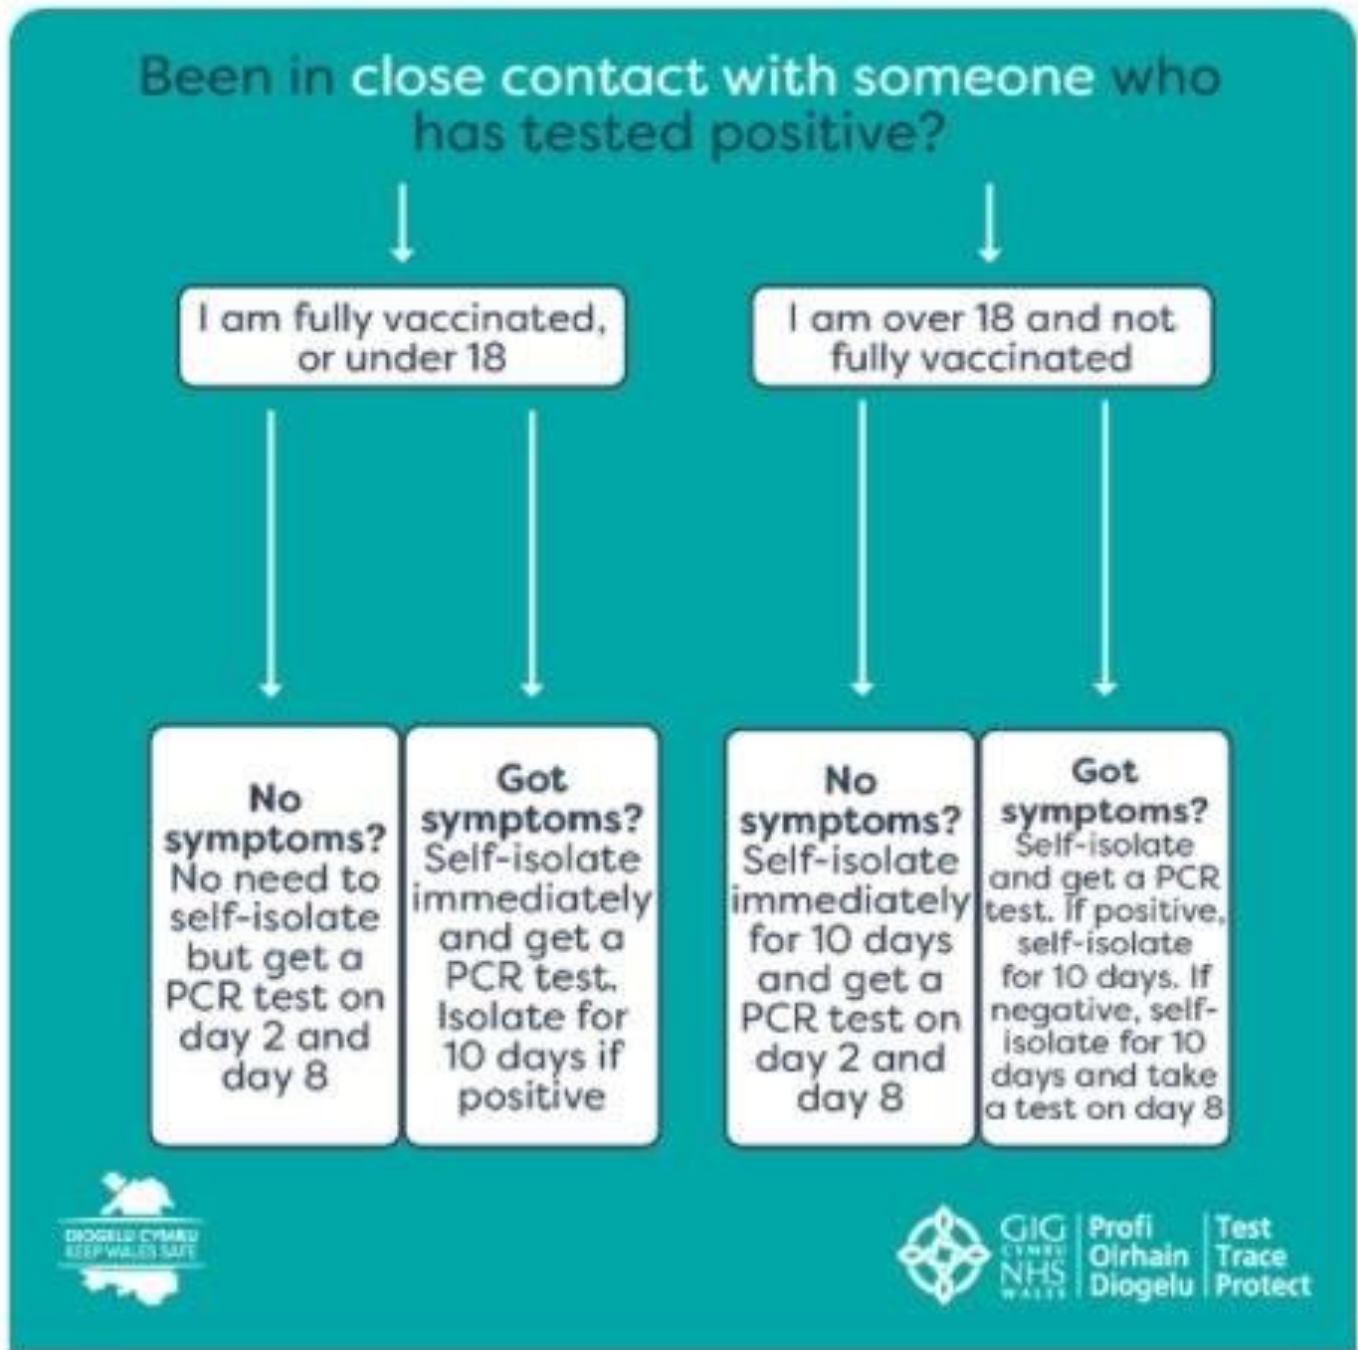 Been in close contact with someone who
has tested positive?
I am fully vaccinated,
or under 18
I am over 18 and not
fully vaccinated
No
symptoms?
No need to
self-isolate
but get a
PCR test on
day 2 and
day 8
Got
symptoms?
Self-isolate
immediately
and get a
PCR test.
Isolate for
10 days if
positive
No
symptoms?
Self-isolate
immediately
for 10 days
and get a
PCR test on
day 2 and
day 8
Got
symptoms?
Self-isolate
and get a PCR
test. If positive,
self-isolate
for 10 days. If
negative, self-
isolate for 10
days and take
a test on day 8
DIOGELU CYMRU
KEEP WALES SAFE
GIG
CYMRU
NHS
WALES
Profi
Olrhain
Diogelu
Test
Trace
Protect